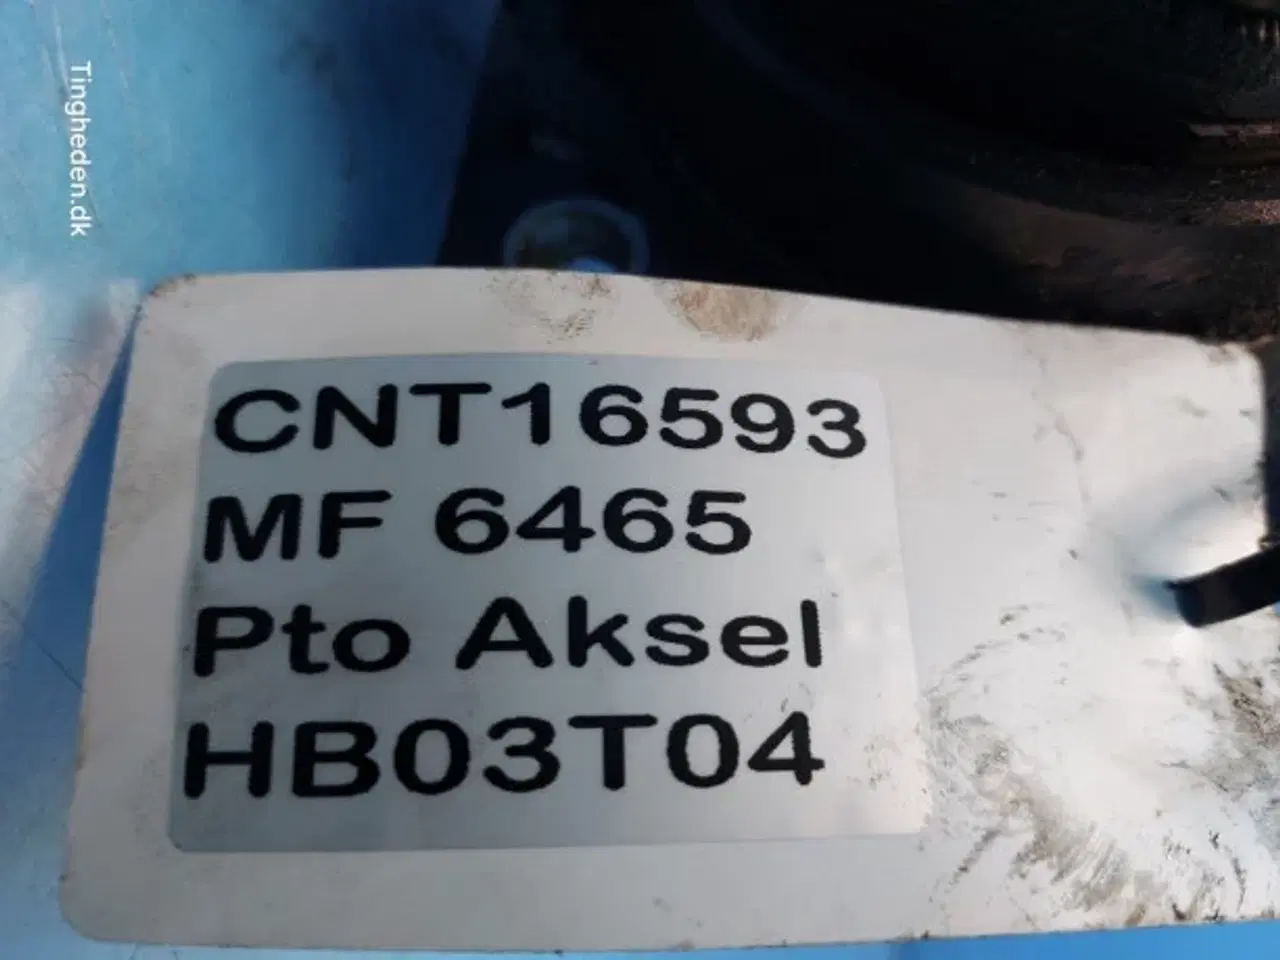 Tingheden.dk
CNT16593
MF 6465
Pto Aksel
HB03T04